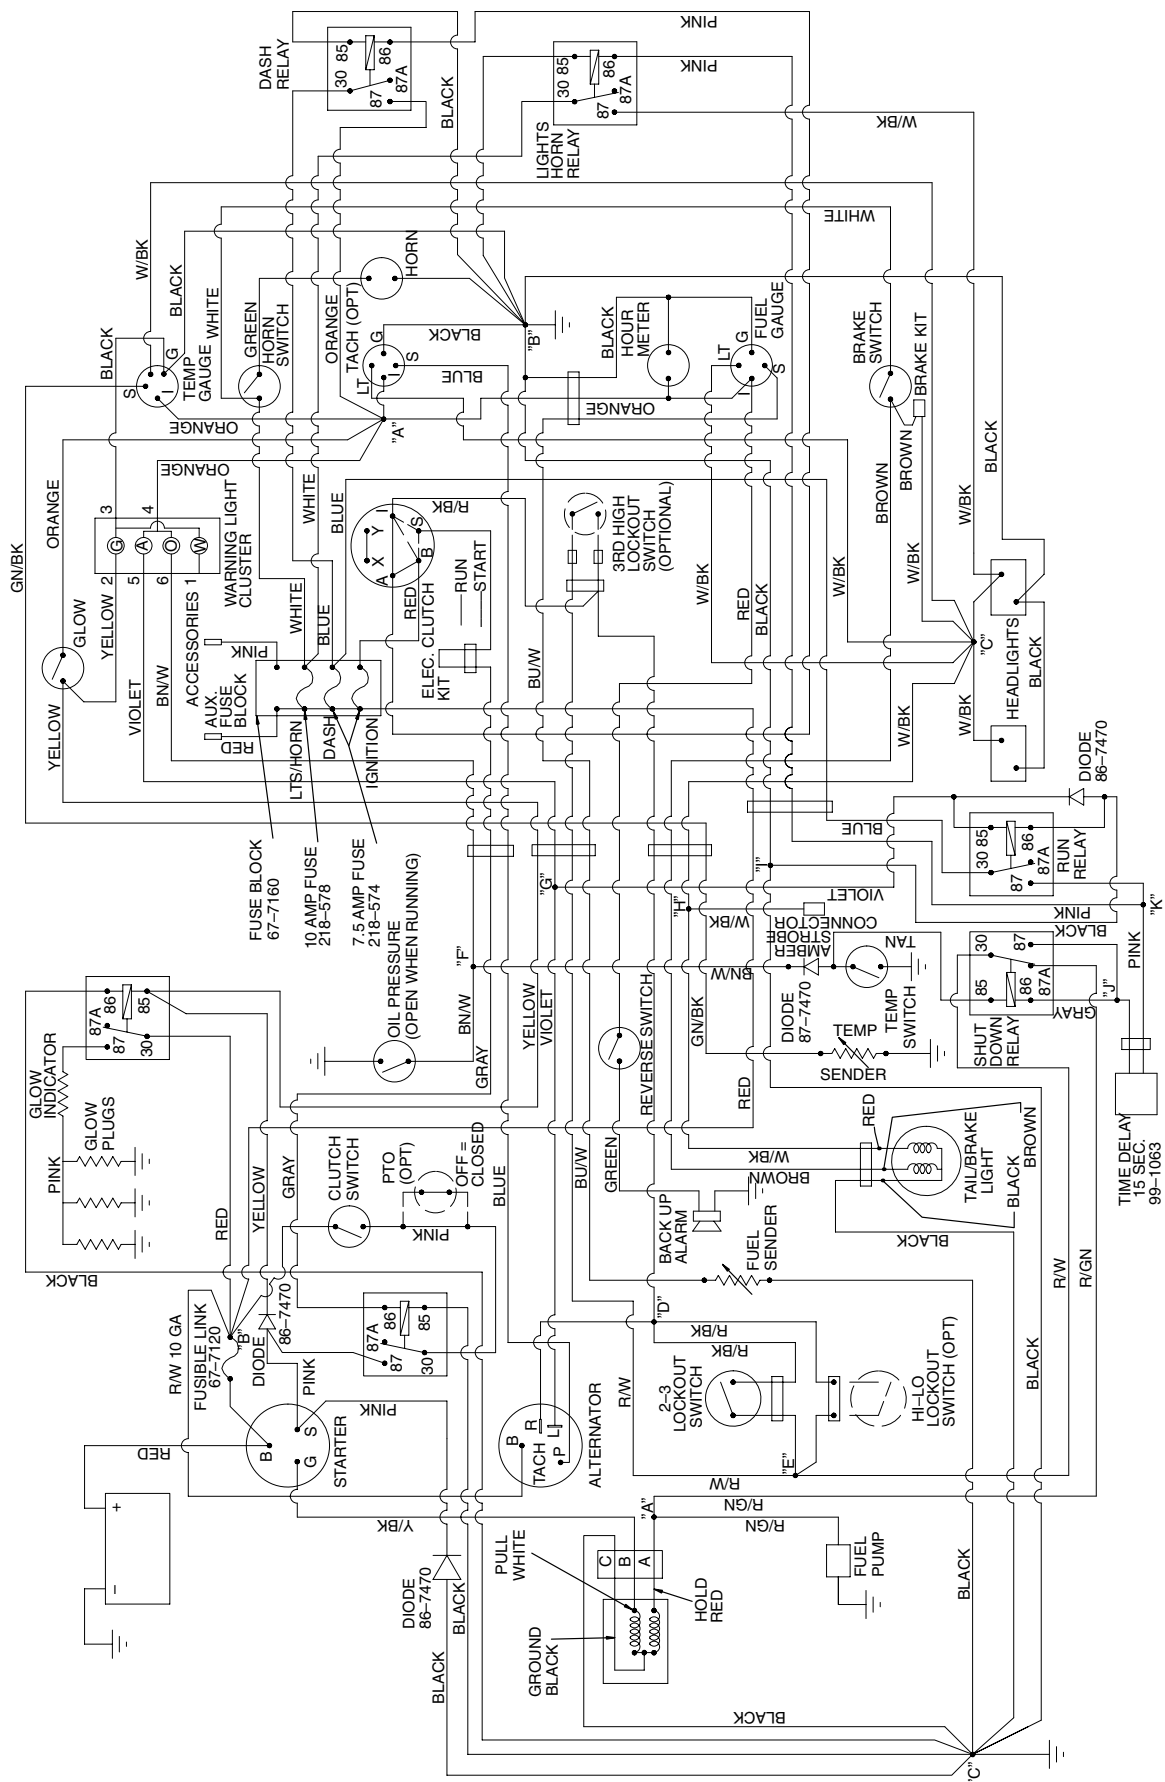 PINK
DASH
RELAY
30 85
86
87A
87
BLACK
PINK
30 85
86
87A
87
LIGHTS
HORN
RELAY
W/BK
WHITE
W/BK
BLACK
BLACK
WHITE
GREEN
HORN
SWITCH
HORN
ORANGE
TACH (OPT)
G
S
LT
I
BLACK
BLUE
"B"
BLACK
HOUR
METER
LT
G
I
S
FUEL
GAUGE
BRAKE
SWITCH
BRAKE KIT
S
G
I
TEMP
GAUGE
ORANGE
ORANGE
"A"
ORANGE
GN/BK
ORANGE
3
4
G
A
O
W
2
5
6
1
WARNING LIGHT
CLUSTER
WHITE
BLUE
R/BK
Y
I
S
X
A
B
RED
ELEC. CLUTCH
KIT
RUN
START
3RD HIGH
LOCKOUT
SWITCH
(OPTIONAL)
W/BK
RED
BLACK
W/BK
BROWN
BROWN
W/BK
W/BK
BLACK
GLOW
YELLOW
YELLOW
VIOLET
BN/W
ACCESSORIES
PINK
AUX.
FUSE
BLOCK
RED
WHITE
BLUE
LTS/HORN
DASH
IGNITION
BU/W
"C"
HEADLIGHTS
BLACK
W/BK
W/BK
DIODE
86-7470
FUSE BLOCK
67-7160
10 AMP FUSE
218-578
7.5 AMP FUSE
218-574
OIL PRESSURE
(OPEN WHEN RUNNING)
"F"
BN/W
GRAY
"G"
YELLOW
VIOLET
"H"
W/BK
"I"
VIOLET
AMBER
STROBE
CONNECTOR
BN/W
DIODE
87-7470
TAN
TEMP
SWITCH
TEMP
SENDER
GN/BK
RED
REVERSE SWITCH
BLUE
30 85
86
87A
87
RUN
RELAY
PINK
BLACK
"K"
PINK
30
87
85
86
87A
SHUT
DOWN
RELAY
GRAY
"J"
TIME DELAY
15 SEC.
99-1063
GLOW
INDICATOR
GLOW
PLUGS
PINK
86
85
87A
87
30
RED
YELLOW
GRAY
CLUTCH
SWITCH
PTO
(OPT)
OFF =
CLOSED
PINK
BLUE
BU/W
GREEN
BACK UP
ALARM
BROWN
W/BK
RED
TAIL/BRAKE
LIGHT
BLACK
BROWN
BLACK
FUEL
SENDER
R/W
R/GN
BLACK
R/W 10 GA
FUSIBLE LINK
67-7120
"B"
DIODE
86-7470
PINK
87A
86
87
85
30
"D"
R/BK
R/BK
R/W
2-3
LOCKOUT
SWITCH
HI-LO
LOCKOUT
SWITCH (OPT)
"E"
R/W
BLACK
RED
B
S
G
STARTER
PINK
B
R
L
P
TACH
ALTERNATOR
+
−
Y/BK
DIODE
86-7470
BLACK
BLACK
PULL
WHITE
C
B
A
"A"
R/GN
R/GN
HOLD
RED
GROUND
BLACK
FUEL
PUMP
BLACK
BLACK
"C"